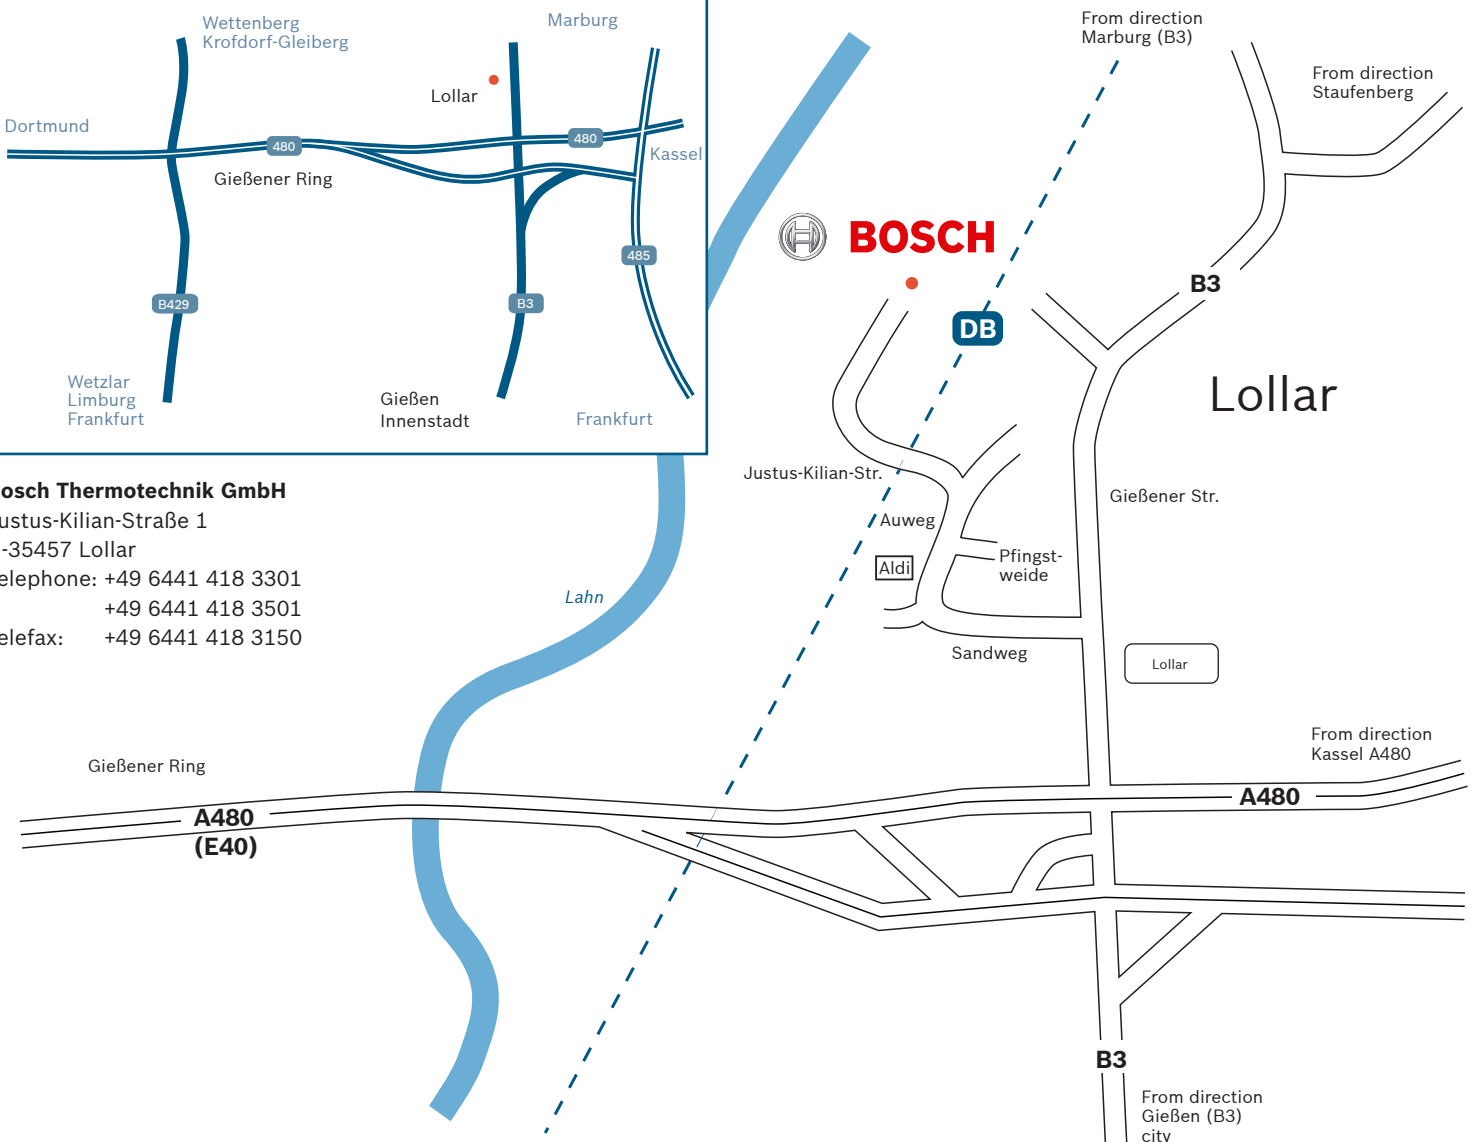 Wettenberg
Krofdorf-Gleiberg
Marburg
Lollar
Dortmund
480
480
Kassel
Gießener Ring
485
B429
B3
Wetzlar
Limburg
Frankfurt
Gießen
Innenstadt
Frankfurt
From direction
Marburg (B3)
From direction
Staufenberg
BOSCH
B3
DB
Lollar
Justus-Kilian-Str.
Gießener Str.
Auweg
Aldi
Pfingst-
weide
Sandweg
Lollar
osch Thermotechnik GmbH
ustus-Kilian-Straße 1
-35457 Lollar
elephone: +49 6441 418 3301
+49 6441 418 3501
elefax: +49 6441 418 3150
Lahn
Gießener Ring
A480
(E40)
From direction
Kassel A480
A480
B3
From direction
Gießen (B3)
city